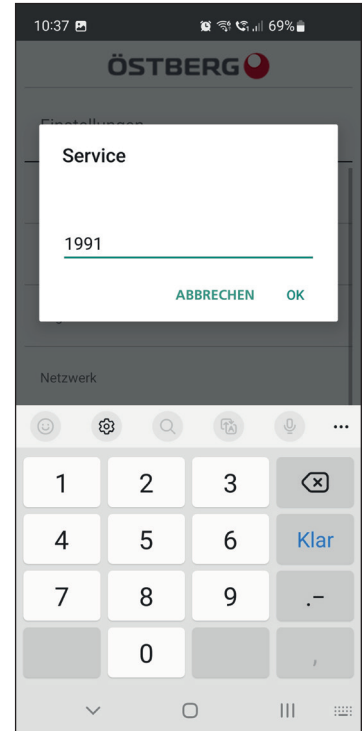 10:37 69%
ÖSTBERG
Einstellungen
Service
1991
ABBRECHEN OK
Netzwerk
1 2 3
4 5 6 Klar
7 8 9 .-
0 ,